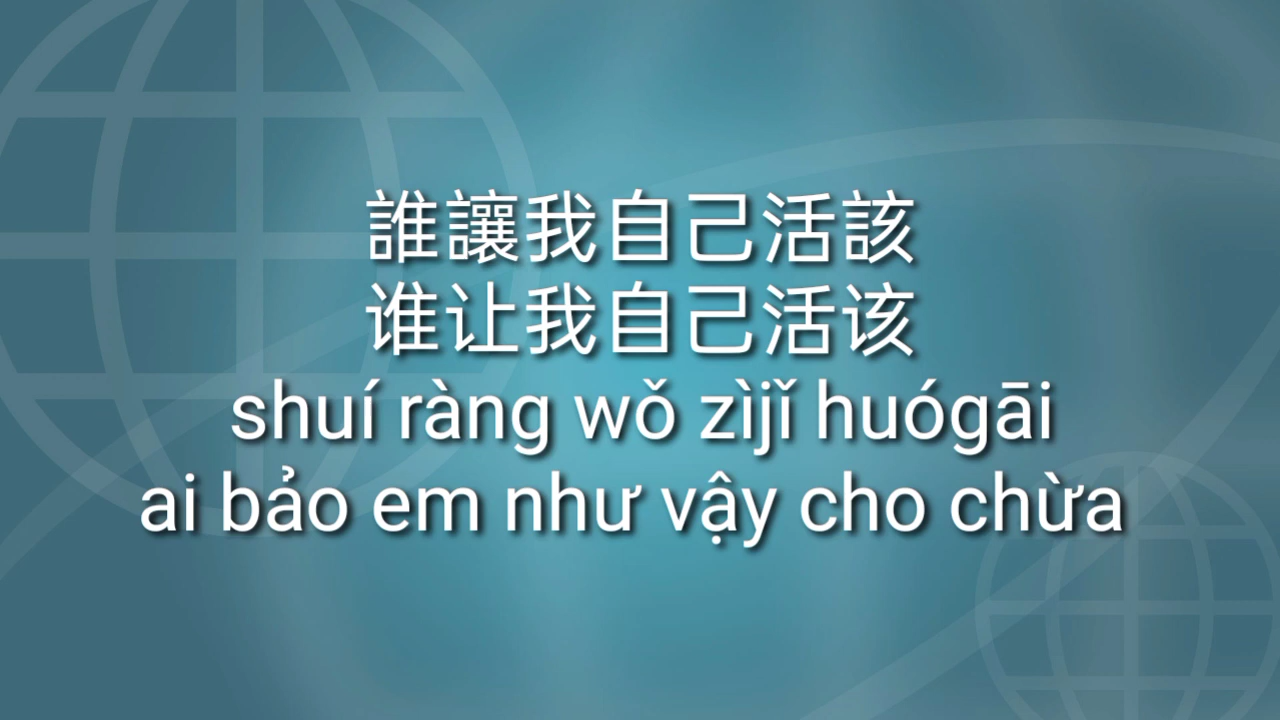 誰讓我自己活該
谁让我自己活该
shuí ràng wǒ zìjǐ huógāi
ai bảo em như vậy cho chừa